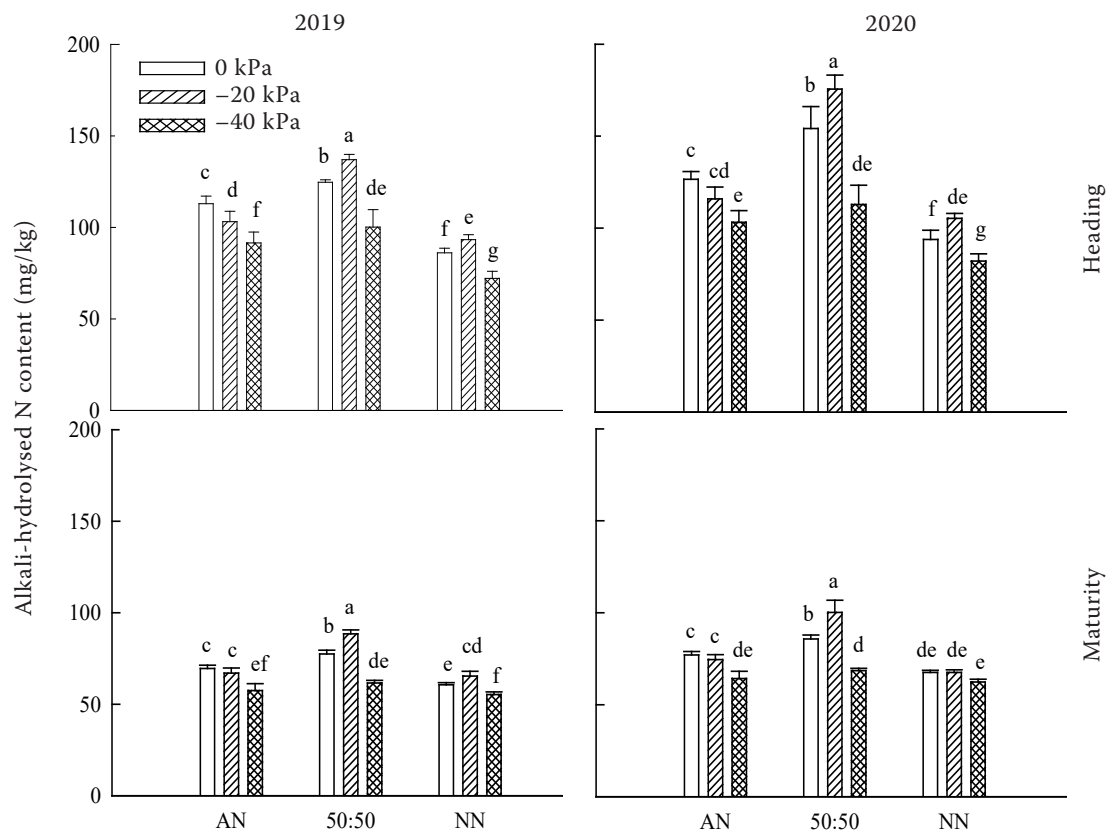 2019
2020
Alkali-hydrolysed N content (mg/kg)
200
150
100
50
0
0 kPa
–20 kPa
–40 kPa
c
d
f
b
a
de
f
e
g
c
cd
e
b
a
de
f
de
g
Heading
200
150
100
50
0
c
c
ef
b
a
de
e
cd
f
c
c
de
b
a
d
de
de
e
Maturity
AN
50:50
NN
AN
50:50
NN